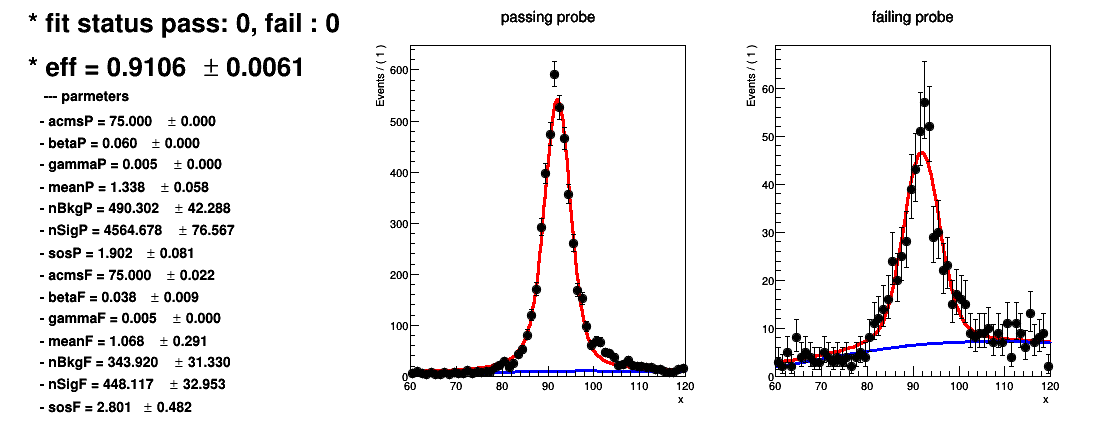 * fit status pass: 0, fail : 0
* eff = 0.9106 ± 0.0061
--- parmeters
- acmsP = 75.000 ± 0.000
- betaP = 0.060 ± 0.000
- gammaP = 0.005 ± 0.000
- meanP = 1.338 ± 0.058
- nBkgP = 490.302 ± 42.288
- nSigP = 4564.678 ± 76.567
- sosP = 1.902 ± 0.081
- acmsF = 75.000 ± 0.022
- betaF = 0.038 ± 0.009
- gammaF = 0.005 ± 0.000
- meanF = 1.068 ± 0.291
- nBkgF = 343.920 ± 31.330
- nSigF = 448.117 ± 32.953
- sosF = 2.801 ± 0.482
passing probe
Events / ( 1 )
600
500
400
300
200
100
0
60 70 80 90 100 110 120
x
failing probe
Events / ( 1 )
60
50
40
30
20
10
0
60 70 80 90 100 110 120
x